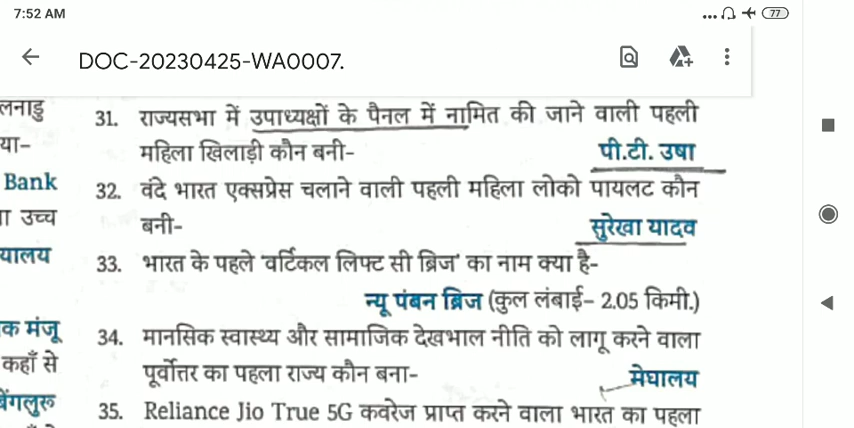 7:52 AM
... 77
DOC-20230425-WA0007.
लनाडु
31. राज्यसभा में उपाध्यक्षों के पैनल में नामित की जाने वाली पहली
या-
महिला खिलाड़ी कौन बनी- पी.टी. उषा
Bank
32. वंदे भारत एक्सप्रेस चलाने वाली पहली महिला लोको पायलट कौन
ा उच्च
बनी- सुरेखा यादव
यालय
33. भारत के पहले 'वर्टिकल लिफ्ट सी ब्रिज' का नाम क्या है-
न्यू पंबन ब्रिज (कुल लंबाई- 2.05 किमी.)
क मंजू
34. मानसिक स्वास्थ्य और सामाजिक देखभाल नीति को लागू करने वाला
कहाँ से
पूर्वोत्तर का पहला राज्य कौन बना- मेघालय
बेंगलुरू
35. Reliance Jio True 5G कवरेज प्राप्त करने वाला भारत का पहला